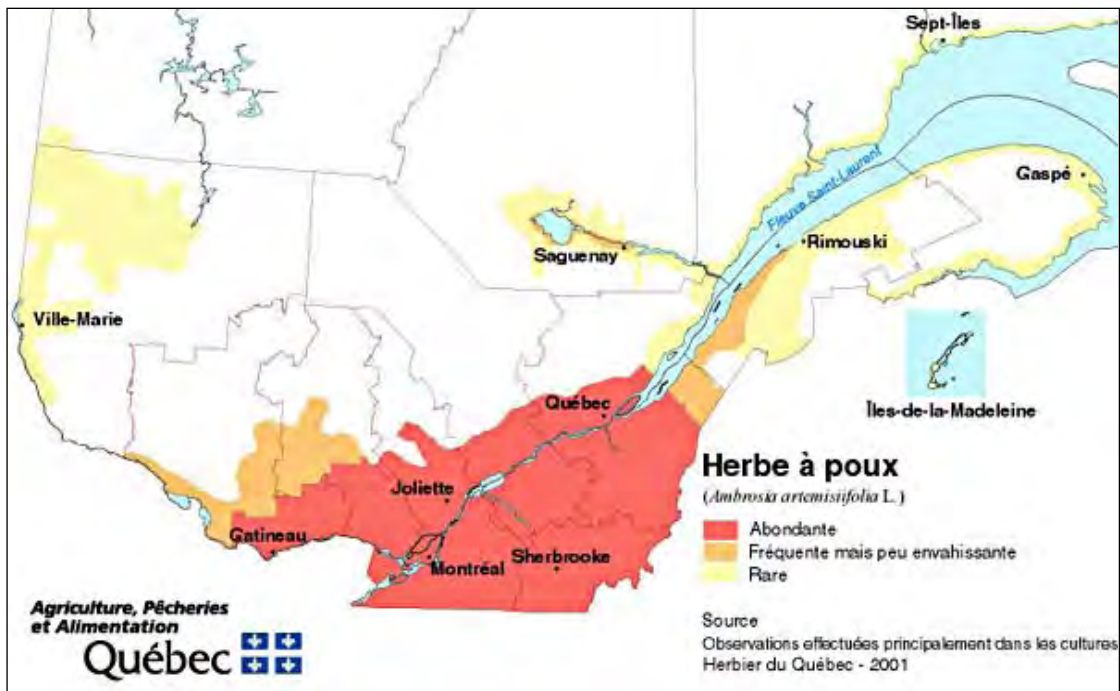 Sept-Îles
Fleuve Saint-Laurent
Gaspé
Rimouski
Saguenay
Ville-Marie
Québec
Îles-de-la-Madeleine
Joliette
Gatineau
Montréal
Sherbrooke
Herbe à poux
(Ambrosia artemisiifolia L.)
Abondante
Fréquente mais peu envahissante
Rare
Source
Observations effectuées principalement dans les cultures
Herbier du Québec - 2001
Agriculture, Pêcheries
et Alimentation
Québec